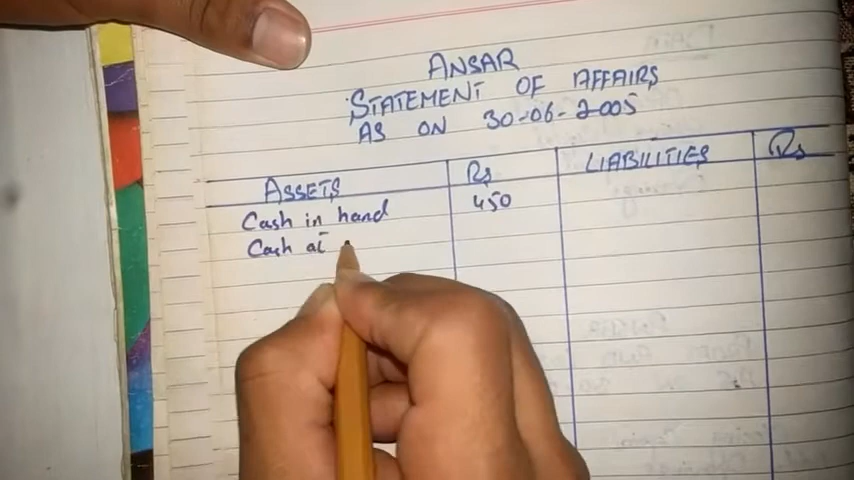 ANSAR
STATEMENT OF AFFAIRS
AS ON 30-06-2005
ASSETS Rs LIABILITIES Rs
Cash in hand 450
Cash at